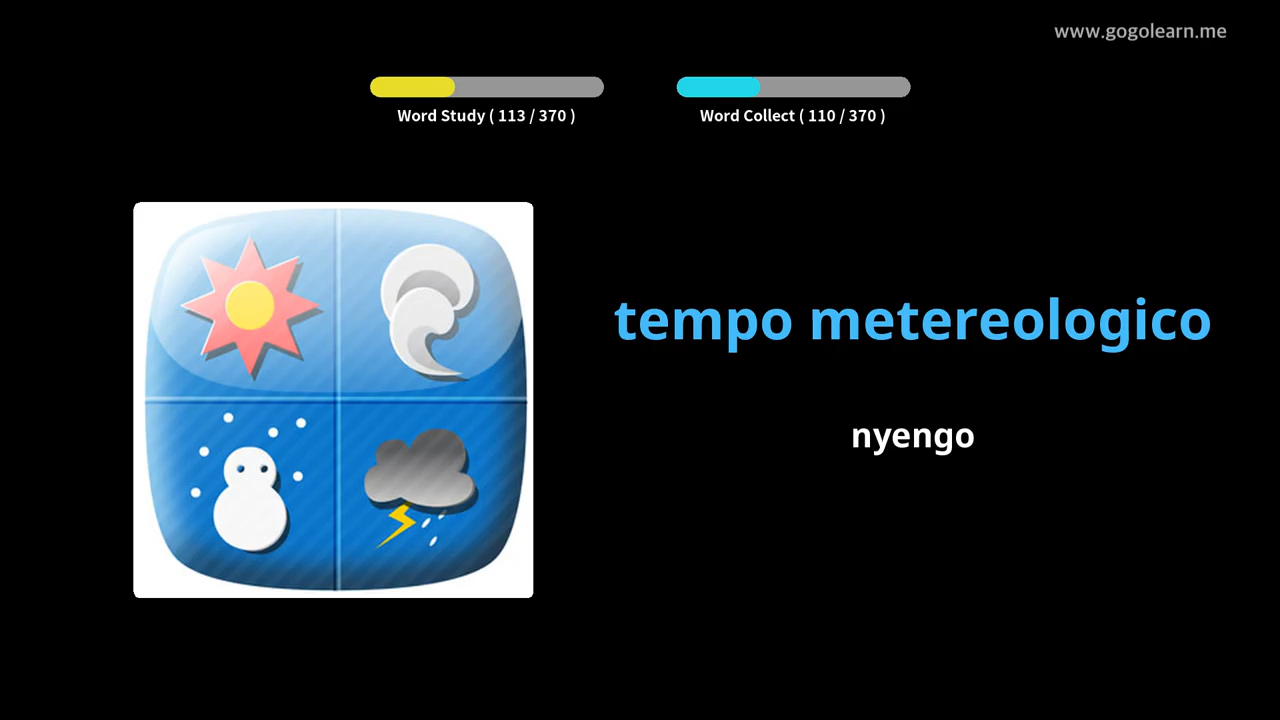 www.gogolearn.me
Word Study ( 113 / 370 )
Word Collect ( 110 / 370 )
tempo metereologico
nyengo